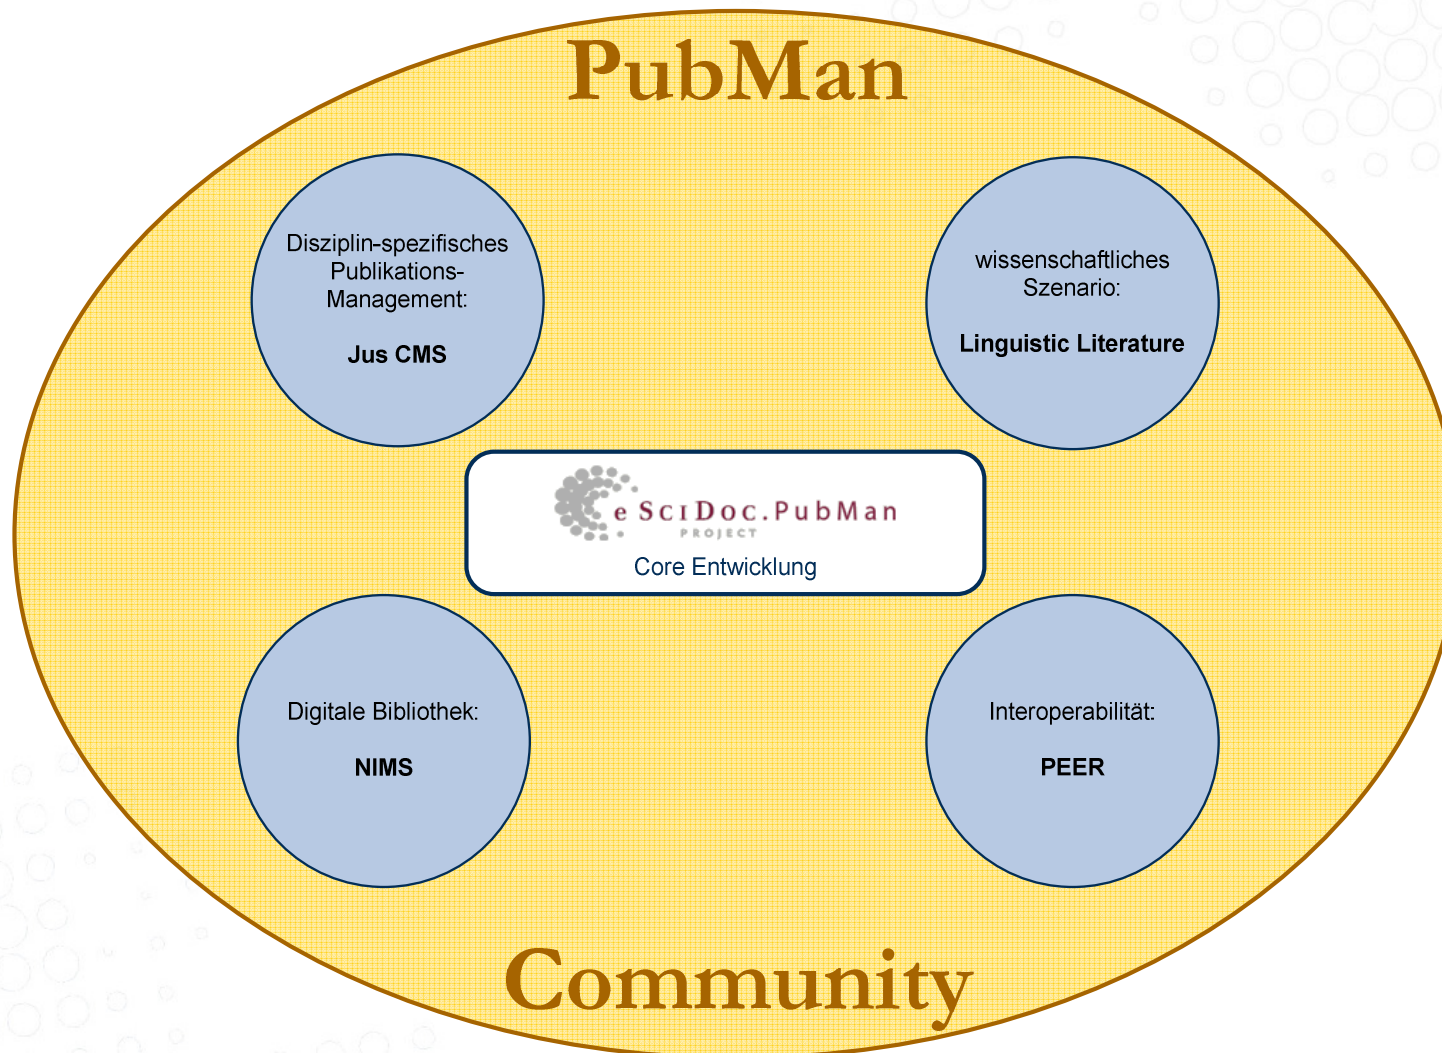 PubMan
Disziplin-spezifisches
Publikations-
Management:
Jus CMS
wissenschaftliches
Szenario:
Linguistic Literature
eSciDoc.PubMan
PROJECT
Core Entwicklung
Digitale Bibliothek:
NIMS
Interoperabilität:
PEER
Community